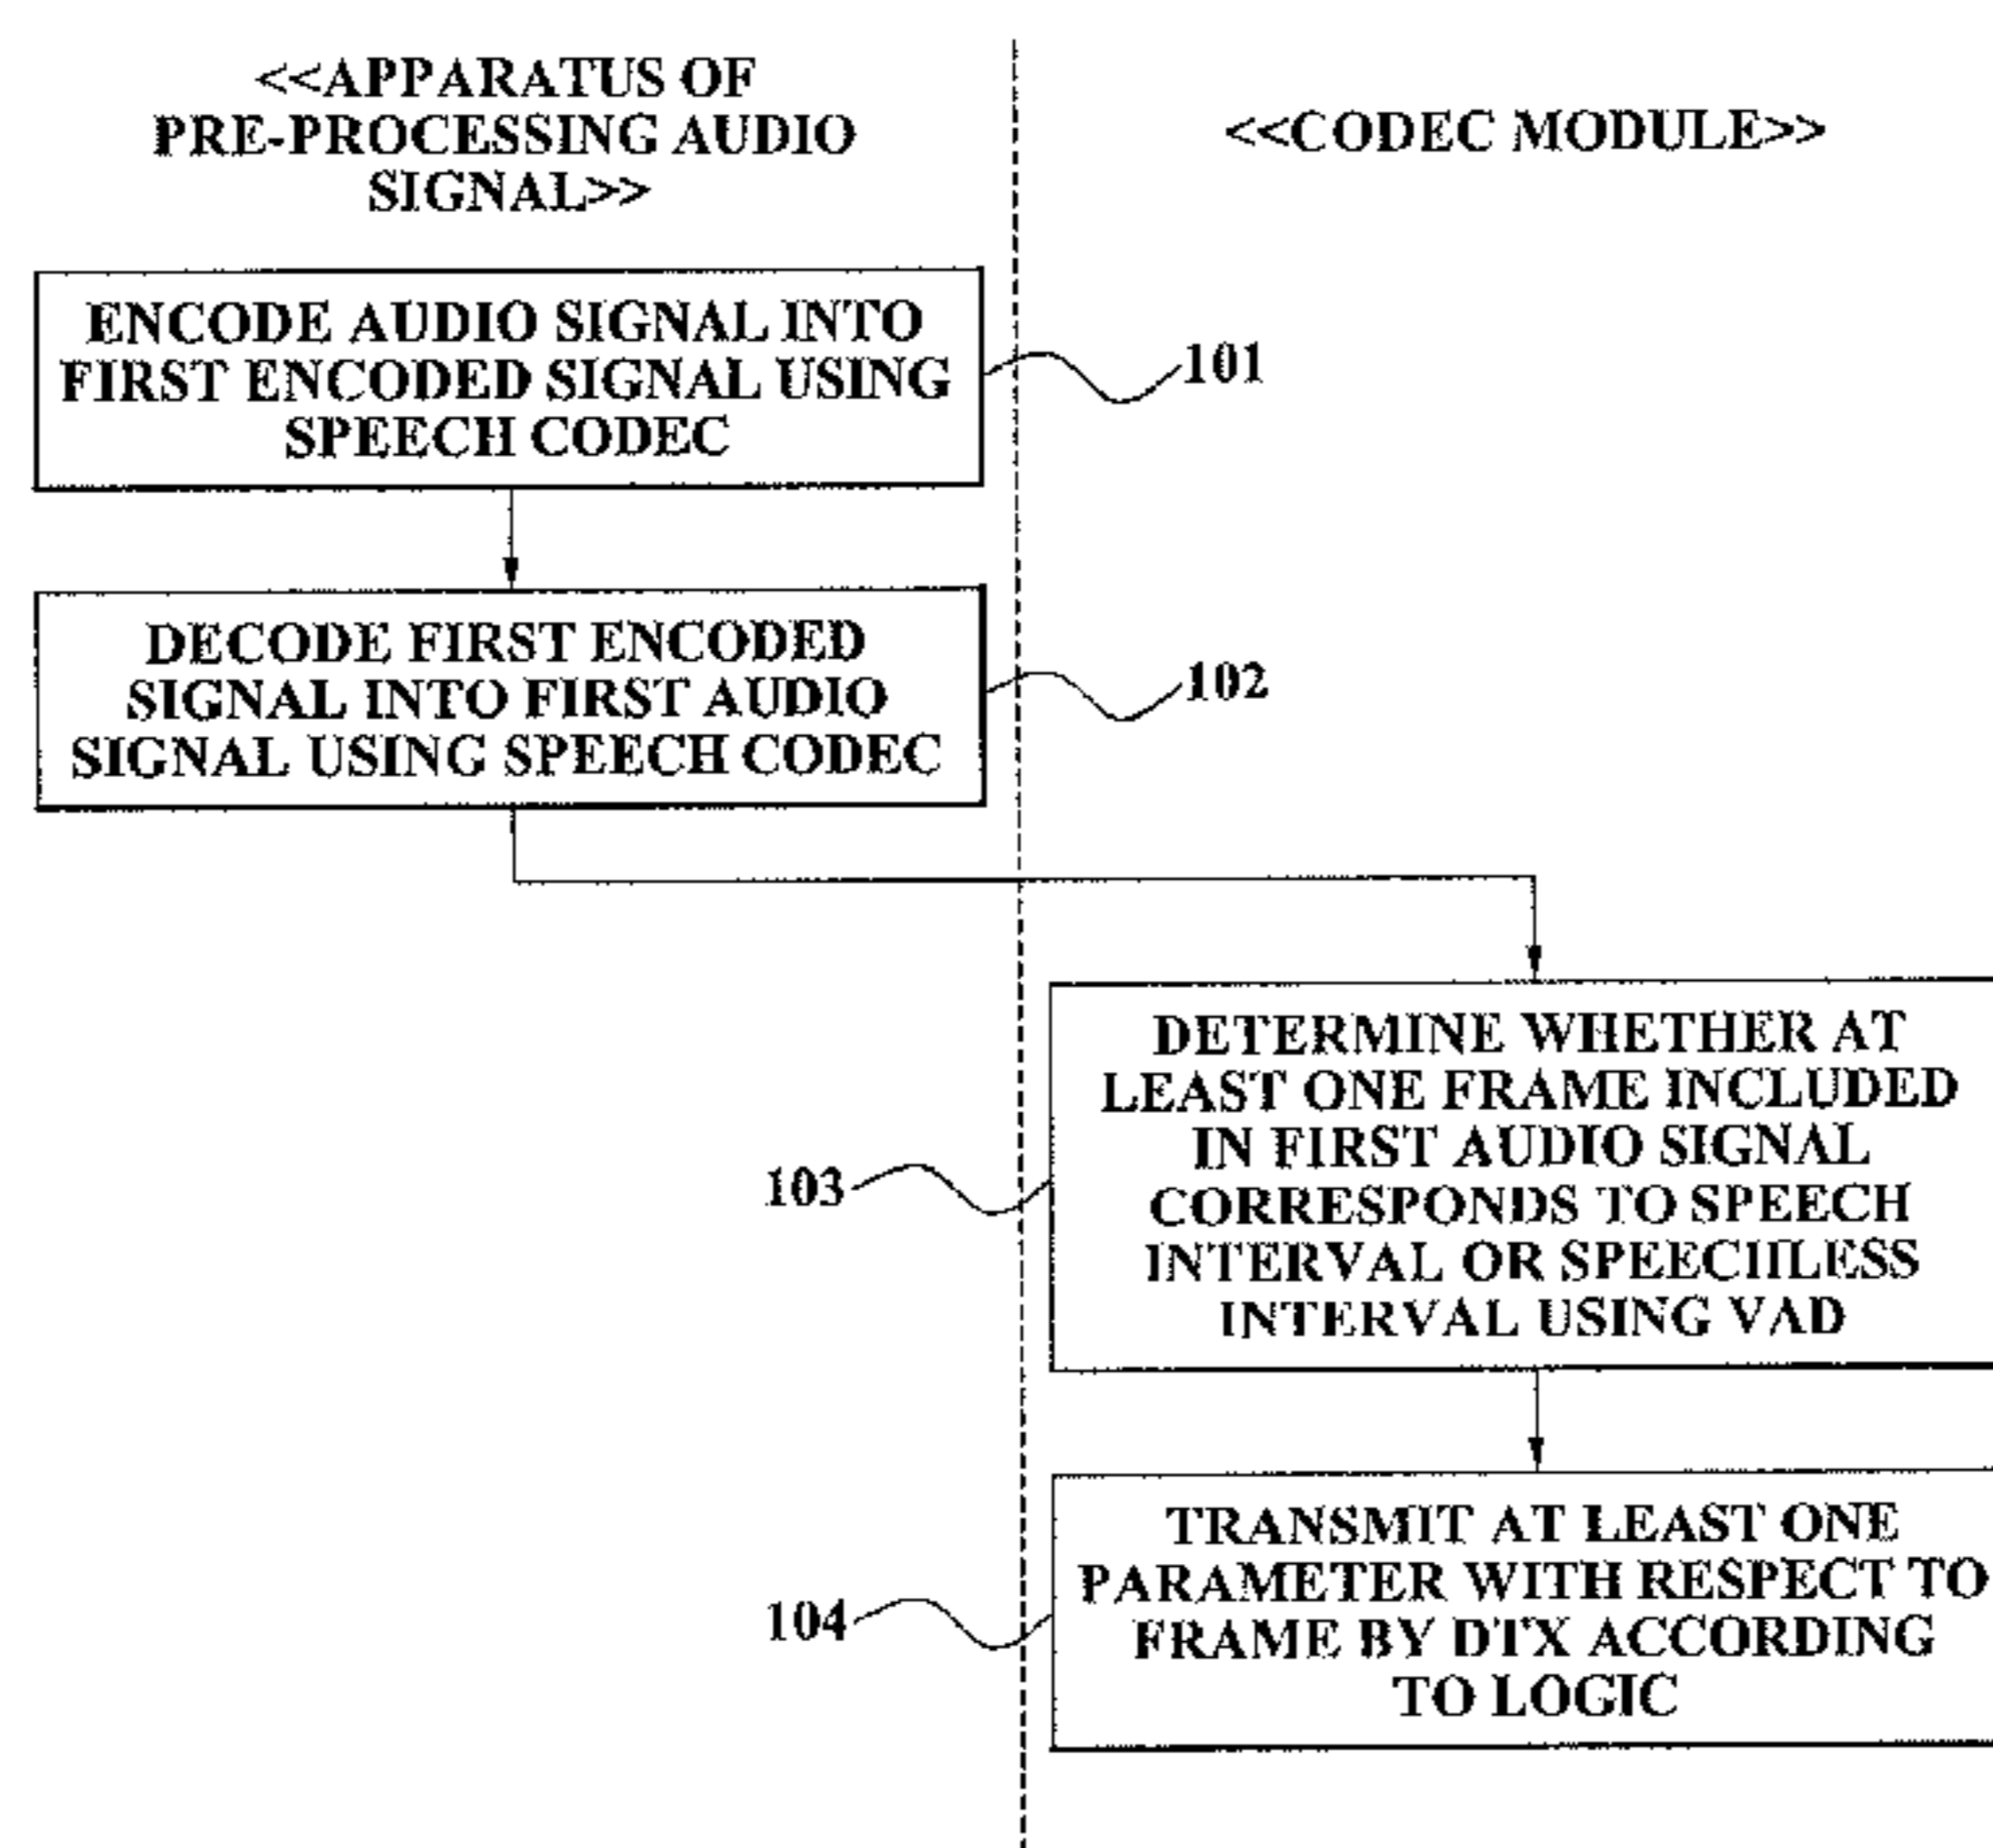 <<APPARATUS OF
PRE-PROCESSING AUDIO
SIGNAL>>
<<CODEC MODULE>>
ENCODE AUDIO SIGNAL INTO
FIRST ENCODED SIGNAL USING
SPEECH CODEC
101
DECODE FIRST ENCODED
SIGNAL INTO FIRST AUDIO
SIGNAL USING SPEECH CODEC
102
DETERMINE WHETHER AT
LEAST ONE FRAME INCLUDED
IN FIRST AUDIO SIGNAL
CORRESPONDS TO SPEECH
INTERVAL OR SPEECHLESS
INTERVAL USING VAD
103
TRANSMIT AT LEAST ONE
PARAMETER WITH RESPECT TO
FRAME BY DTX ACCORDING
TO LOGIC
104